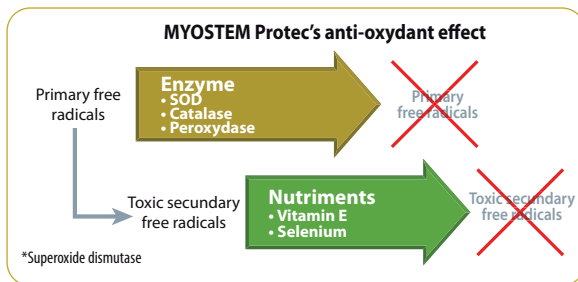 MYOSTEM Protec's anti-oxydant effect
Primary free
radicals
Enzyme
• SOD
• Catalase
• Peroxydase
Primary
free radicals
Toxic secundary
free radicals
Nutriments
• Vitamin E
• Selenium
Toxic secundary
free radicals
*Superoxide dismutase